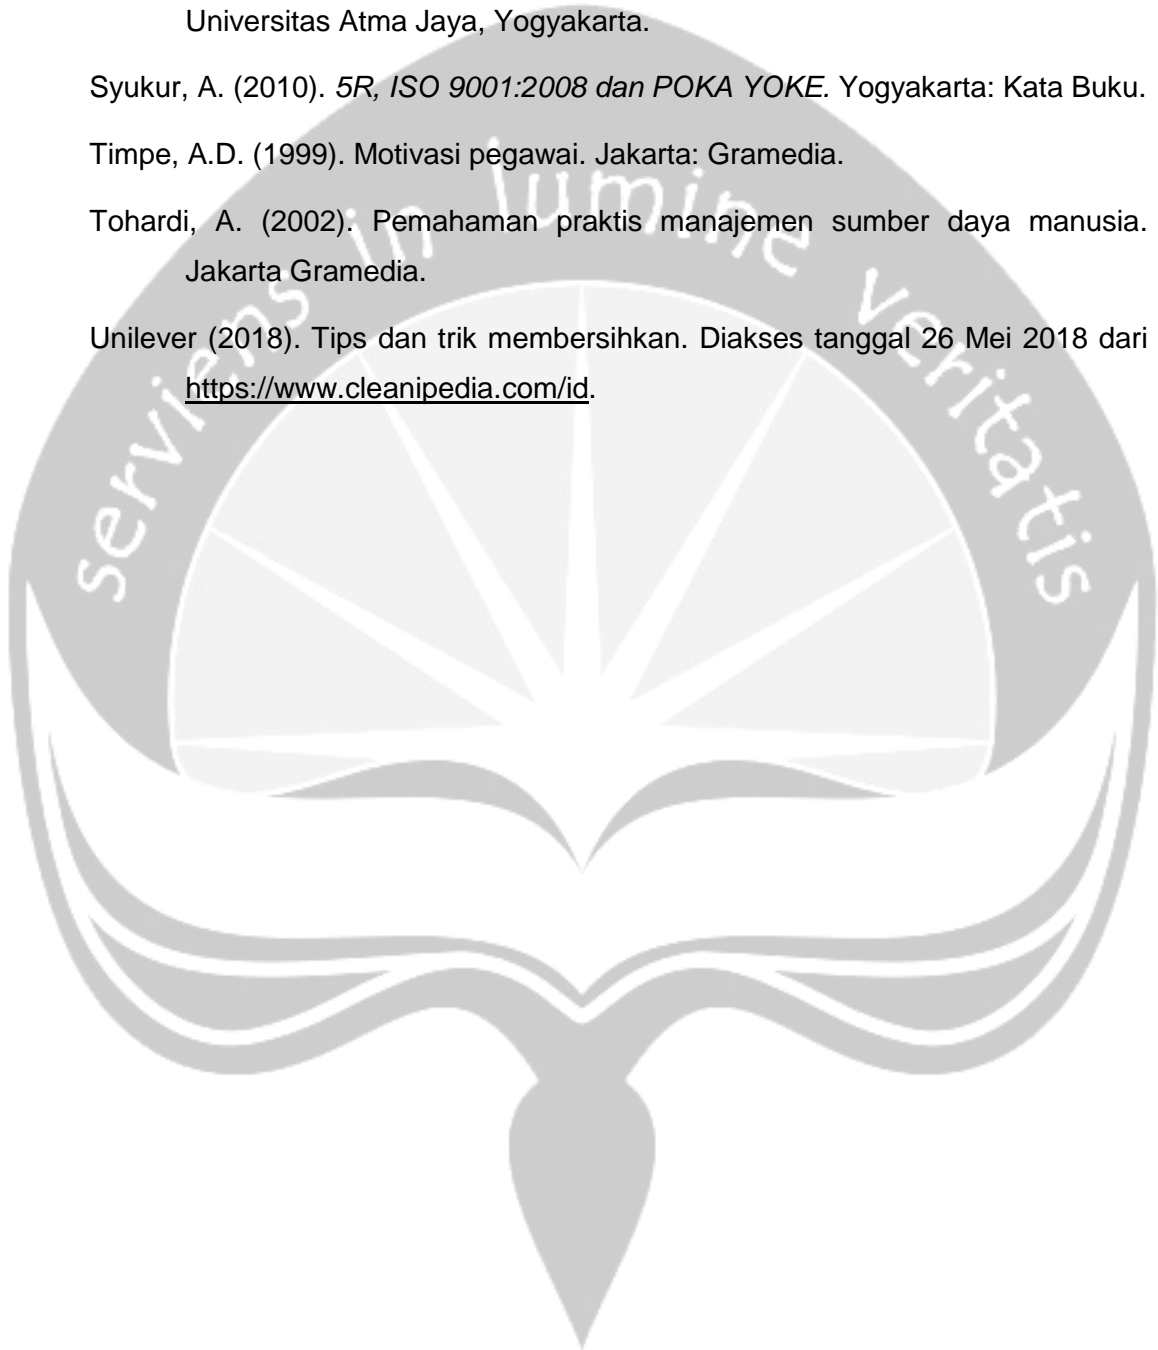 Universitas Atma Jaya, Yogyakarta.
Syukur, A. (2010). 5R, ISO 9001:2008 dan POKA YOKE. Yogyakarta: Kata Buku.
Timpe, A.D. (1999). Motivasi pegawai. Jakarta: Gramedia.
Tohardi, A. (2002). Pemahaman praktis manajemen sumber daya manusia.
Jakarta Gramedia.
Unilever (2018). Tips dan trik membersihkan. Diakses tanggal 26 Mei 2018 dari
https://www.cleanipedia.com/id.
serviens in lumine veritatis